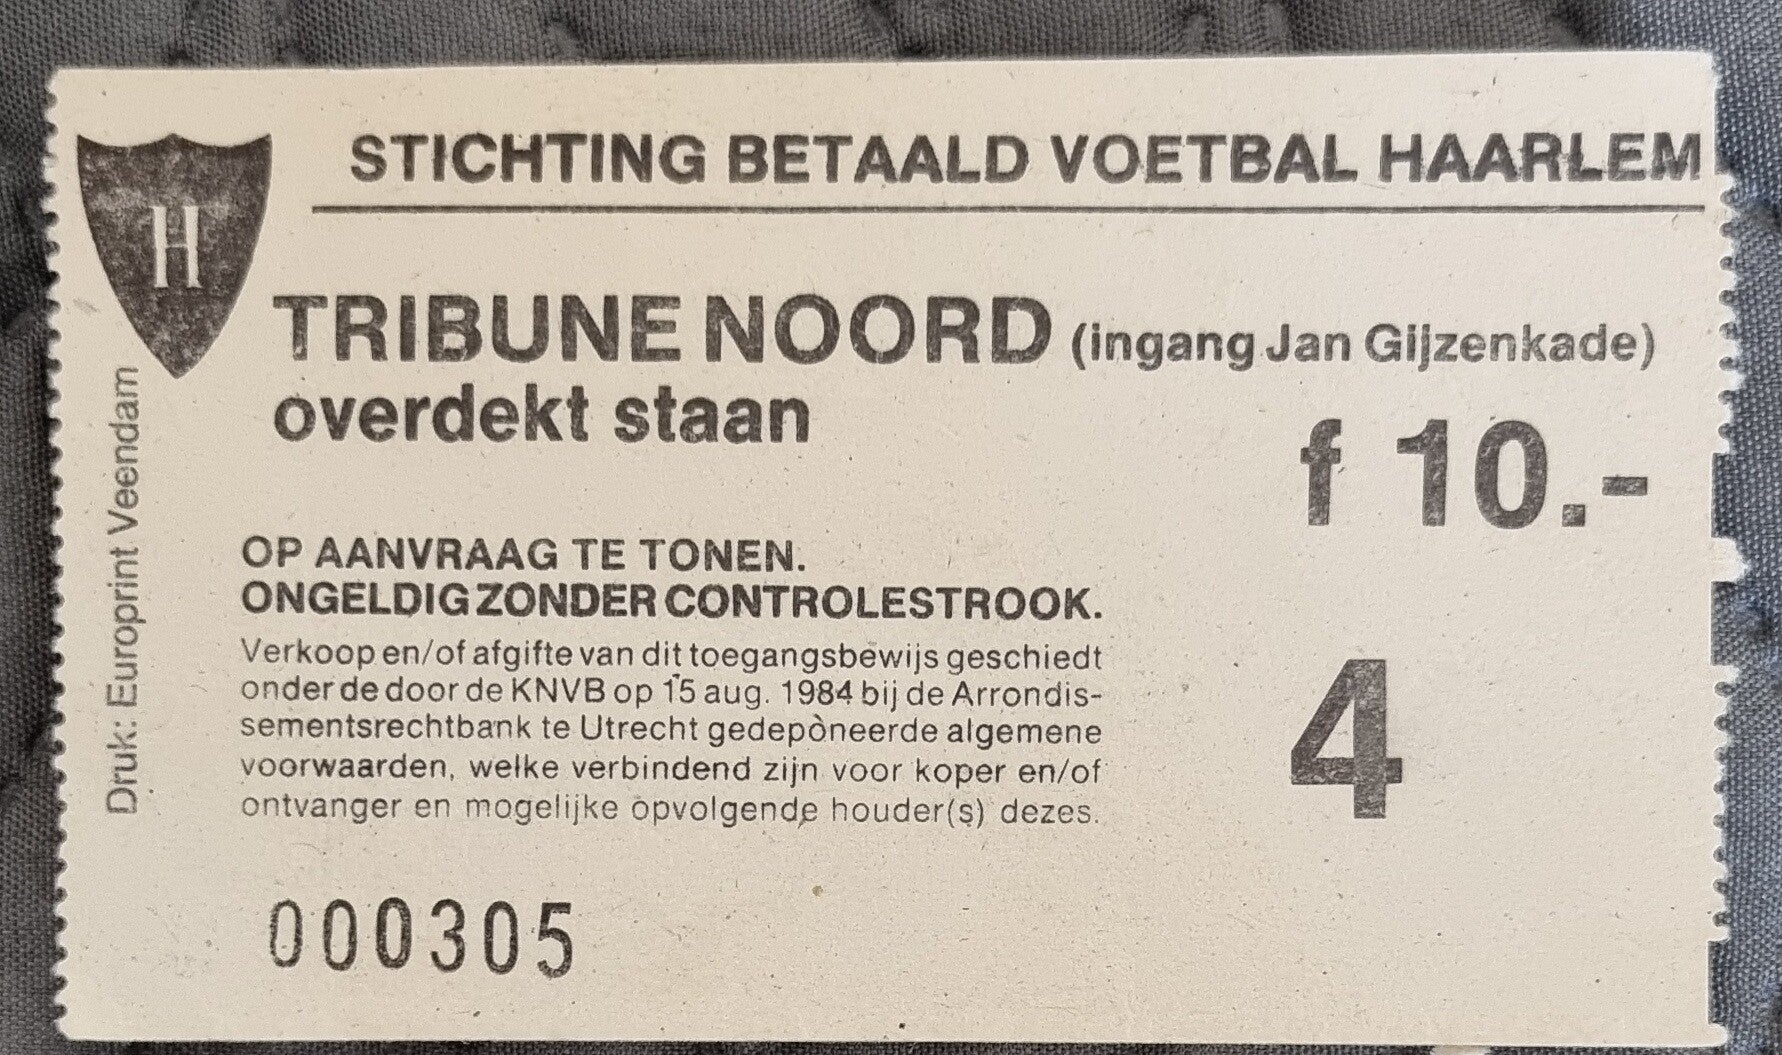 STICHTING BETAALD VOETBAL HAARLEM
H
TRIBUNE NOORD (ingang Jan Gijzenkade)
overdekt staan
f 10.-
OP AANVRAAG TE TONEN.
ONGELDIG ZONDER CONTROLESTROOK.
Verkoop en/of afgifte van dit toegangsbewijs geschiedt
onder de door de KNVB op 15 aug. 1984 bij de Arrondis-
sementsrechtbank te Utrecht gedepòneerde algemene
voorwaarden, welke verbindend zijn voor koper en/of
ontvanger en mogelijke opvolgende houder(s) dezes.
4
000305
Druk: Europrint Veendam